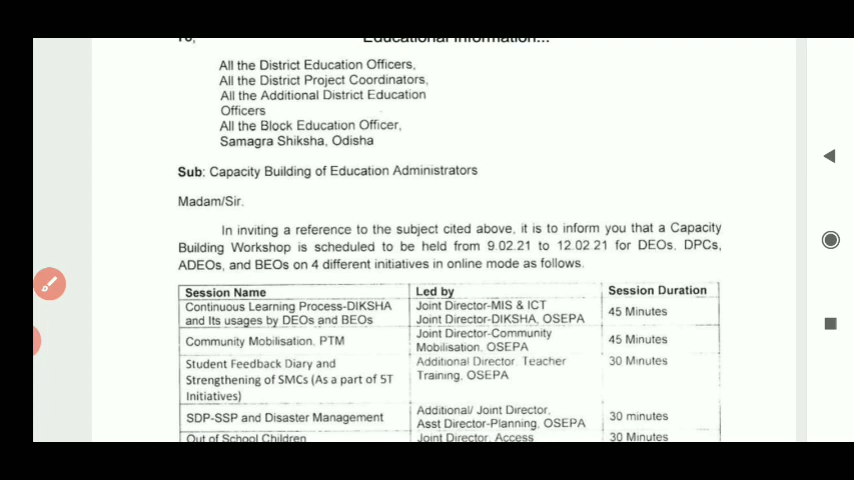 To,
Educational Information...
All the District Education Officers,
All the District Project Coordinators,
All the Additional District Education
Officers
All the Block Education Officer,
Samagra Shiksha, Odisha
Sub: Capacity Building of Education Administrators
Madam/Sir.
In inviting a reference to the subject cited above, it is to inform you that a Capacity
Building Workshop is scheduled to be held from 9.02.21 to 12.02.21 for DEOs, DPCs,
ADEOs, and BEOs on 4 different initiatives in online mode as follows.
Session Name
Led by
Session Duration
Continuous Learning Process-DIKSHA
and Its usages by DEOs and BEOs
Joint Director-MIS & ICT
Joint Director-DIKSHA, OSEPA
45 Minutes
Community Mobilisation, PTM
Joint Director-Community
Mobilisation, OSEPA
45 Minutes
Student Feedback Diary and
Strengthening of SMCs (As a part of 5T
Initiatives)
Additional Director Teacher
Training, OSEPA
30 Minutes
SDP-SSP and Disaster Management
Additional/ Joint Director,
Asst Director-Planning, OSEPA
30 minutes
Out of School Children
Joint Director, Access
30 Minutes